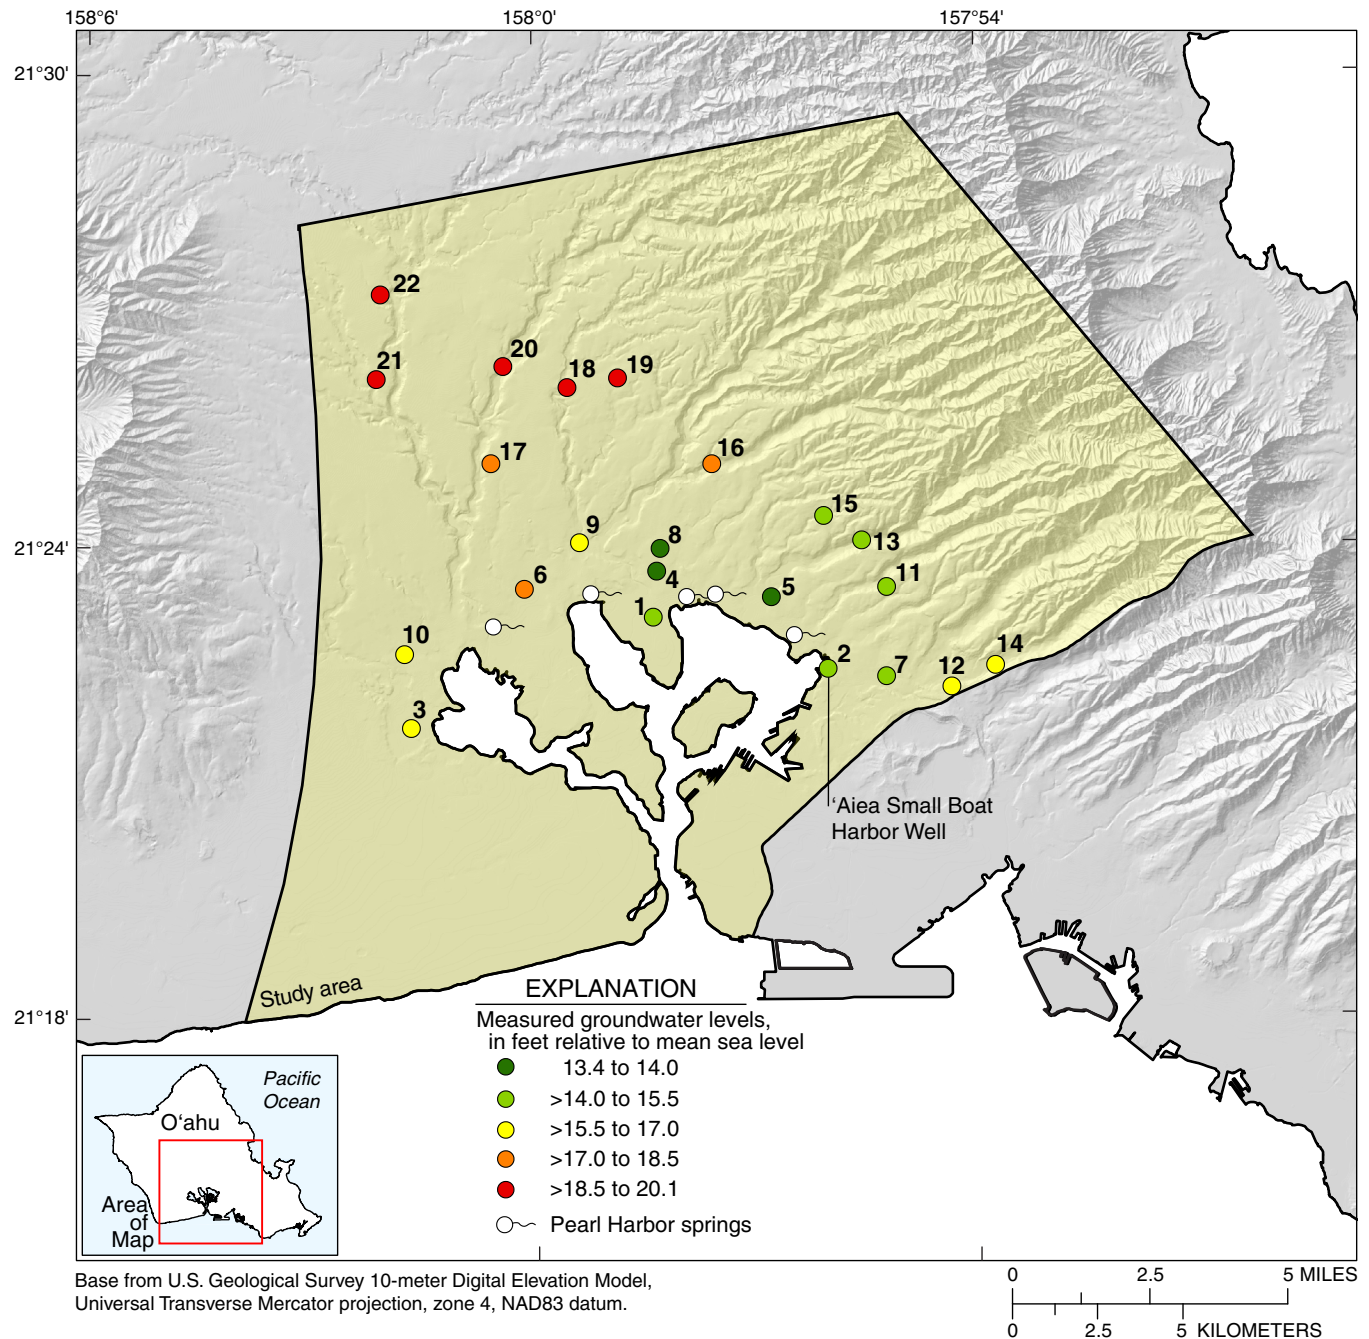 158°6'
158°0'
157°54'
21°30'
22
21
20
18
19
17
16
15
9
8
13
21°24'
6
4
5
11
1
10
2
7
14
12
3
ʻAiea Small Boat
Harbor Well
Study area
21°18'
EXPLANATION
Measured groundwater levels,
in feet relative to mean sea level
13.4 to 14.0
>14.0 to 15.5
>15.5 to 17.0
>17.0 to 18.5
>18.5 to 20.1
Pearl Harbor springs
Pacific
Ocean
Oʻahu
Area
of
Map
Base from U.S. Geological Survey 10-meter Digital Elevation Model,
Universal Transverse Mercator projection, zone 4, NAD83 datum.
0 2.5 5 MILES
0 2.5 5 KILOMETERS